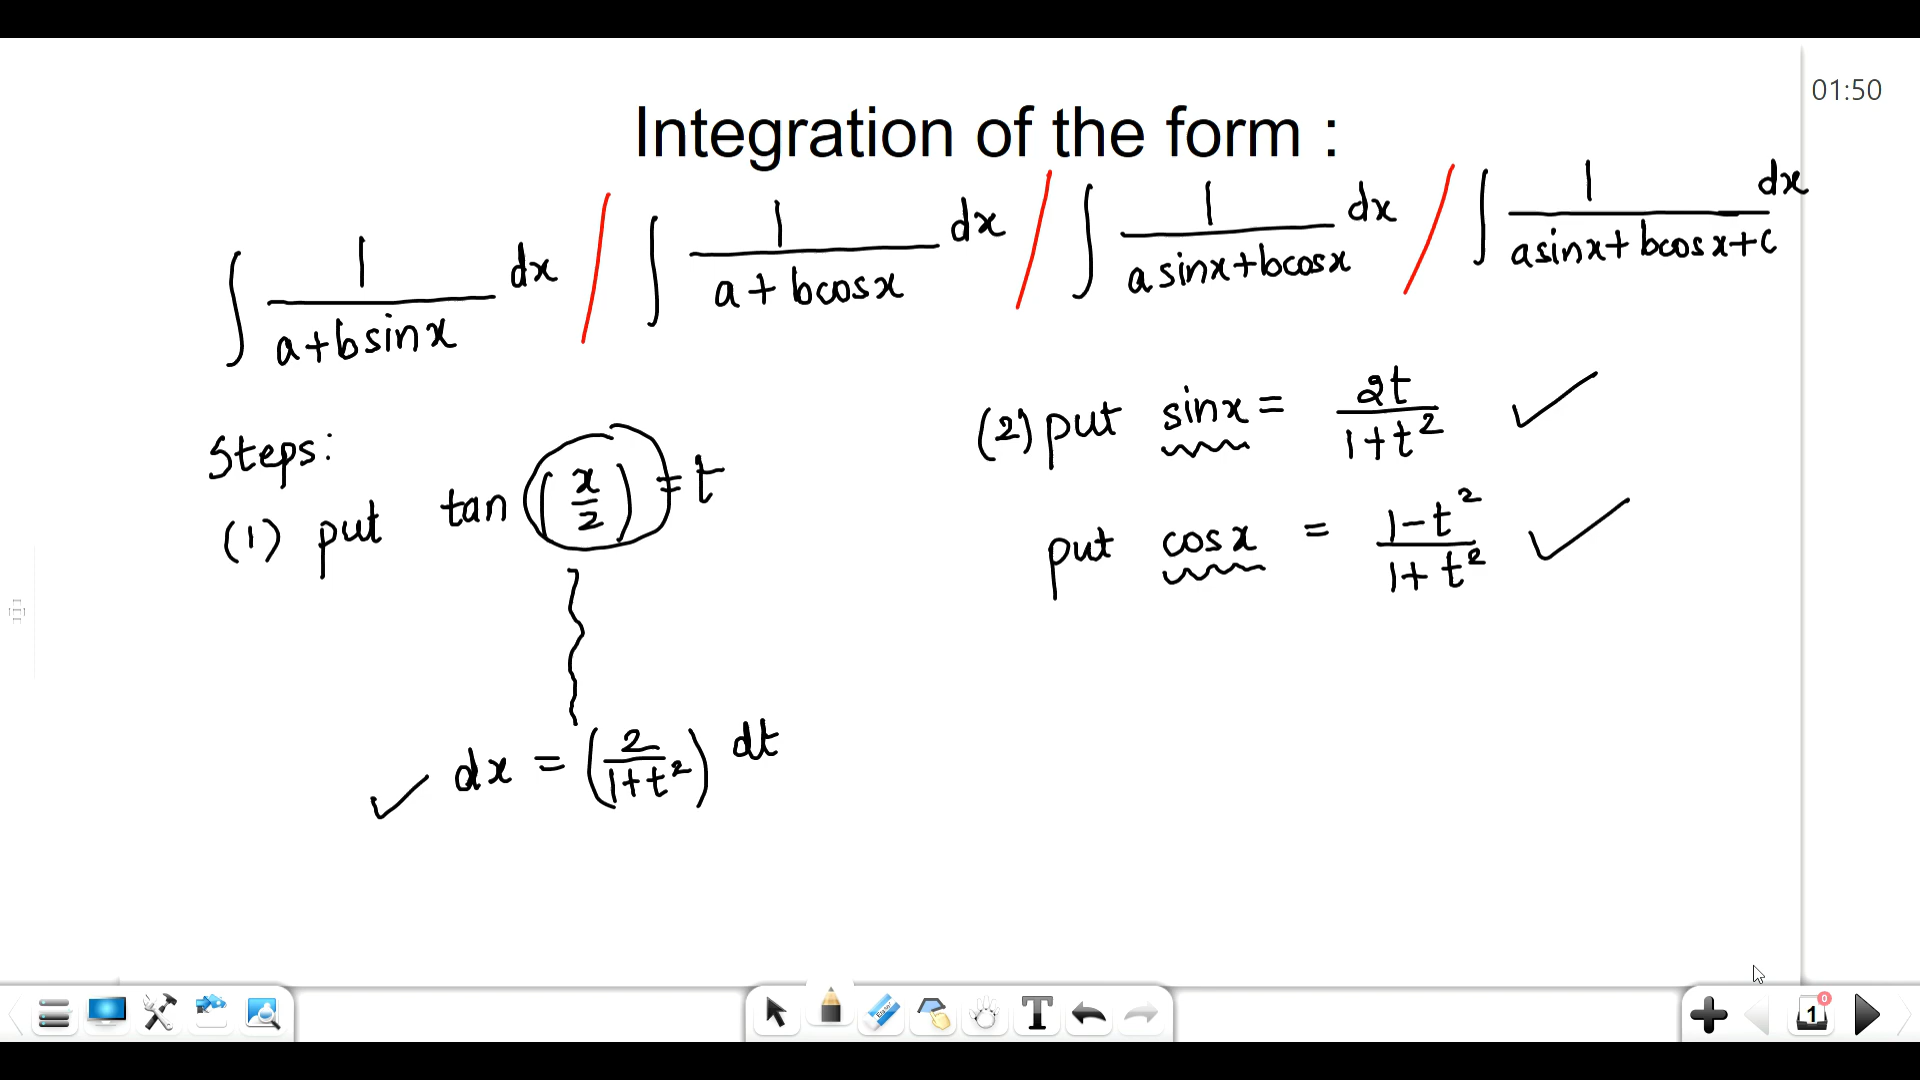 01:50
Integration of the form :
∫ 1/(a+bsinx) dx / ∫ 1/(a+bcosx) dx / ∫ 1/(asinx+bcosx) dx / ∫ 1/(asinx+bcosx+c) dx
Steps:
(1) put tan(x/2) = t
dx = (2/(1+t²)) dt
(2) put sinx = 2t/(1+t²)
put cosx = (1-t²)/(1+t²)
T
1
0